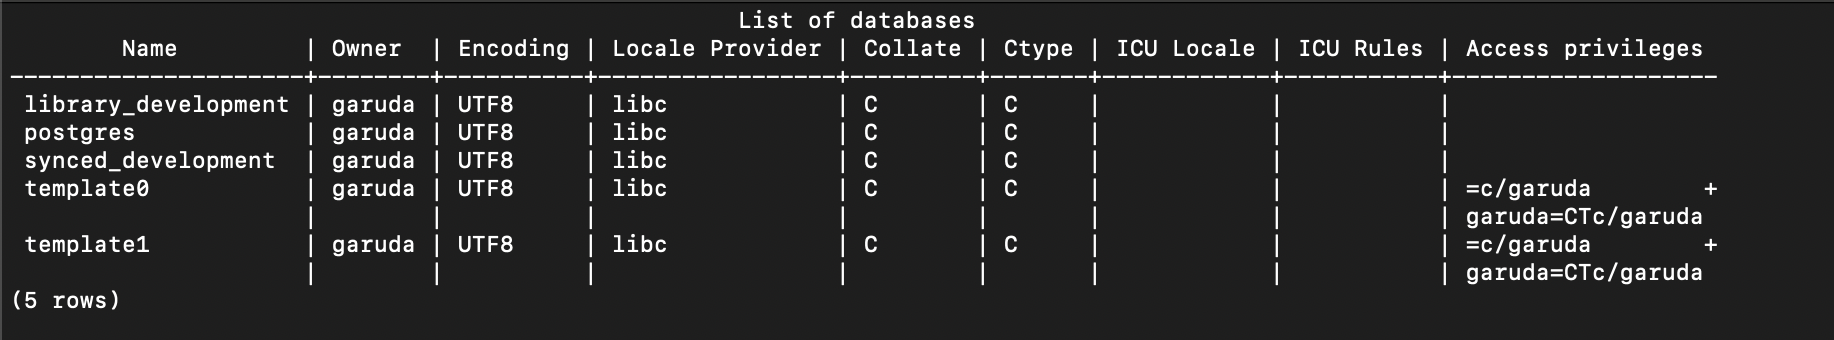 List of databases
        Name         | Owner  | Encoding | Locale Provider | Collate | Ctype | ICU Locale | ICU Rules | Access privileges
---------------------+--------+----------+-----------------+---------+-------+------------+-----------+-------------------
 library_development | garuda | UTF8     | libc            | C       | C     |            |           |
 postgres            | garuda | UTF8     | libc            | C       | C     |            |           |
 synced_development  | garuda | UTF8     | libc            | C       | C     |            |           |
 template0           | garuda | UTF8     | libc            | C       | C     |            |           | =c/garuda        +
                     |        |          |                 |         |       |            |           | garuda=CTc/garuda
 template1           | garuda | UTF8     | libc            | C       | C     |            |           | =c/garuda        +
                     |        |          |                 |         |       |            |           | garuda=CTc/garuda
(5 rows)